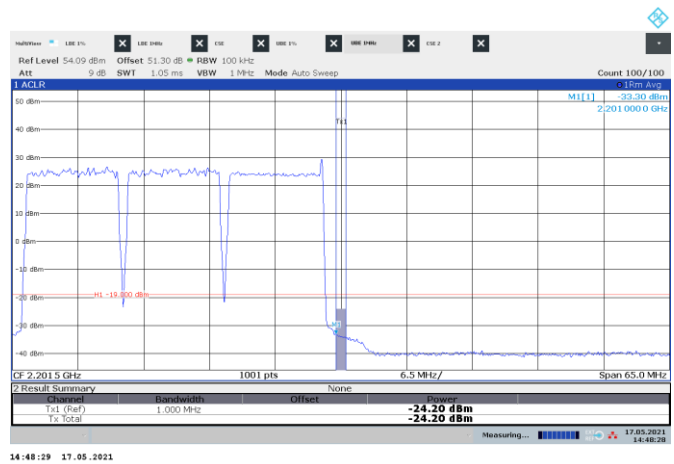 MultiView LBE 1% LBE 1MHz CSE UBE 1% UBE 1MHz CSE 2
Ref Level 54.09 dBm Offset 51.30 dB RBW 100 kHz
Att 9 dB SWT 1.05 ms VBW 1 MHz Mode Auto Sweep Count 100/100
1 ACLR 1Rm Avg
M1[1] -33.30 dBm
2.201 000 0 GHz
50 dBm
Tx1
40 dBm
30 dBm
20 dBm
10 dBm
0 dBm
-10 dBm
-20 dBm
H1 -19.000 dBm
-30 dBm
M1
-40 dBm
CF 2.2015 GHz 1001 pts 6.5 MHz/ Span 65.0 MHz
2 Result Summary None
Channel Bandwidth Offset Power
Tx1 (Ref) 1.000 MHz -24.20 dBm
Tx Total -24.20 dBm
Measuring... 17.05.2021
14:48:28
14:48:29 17.05.2021